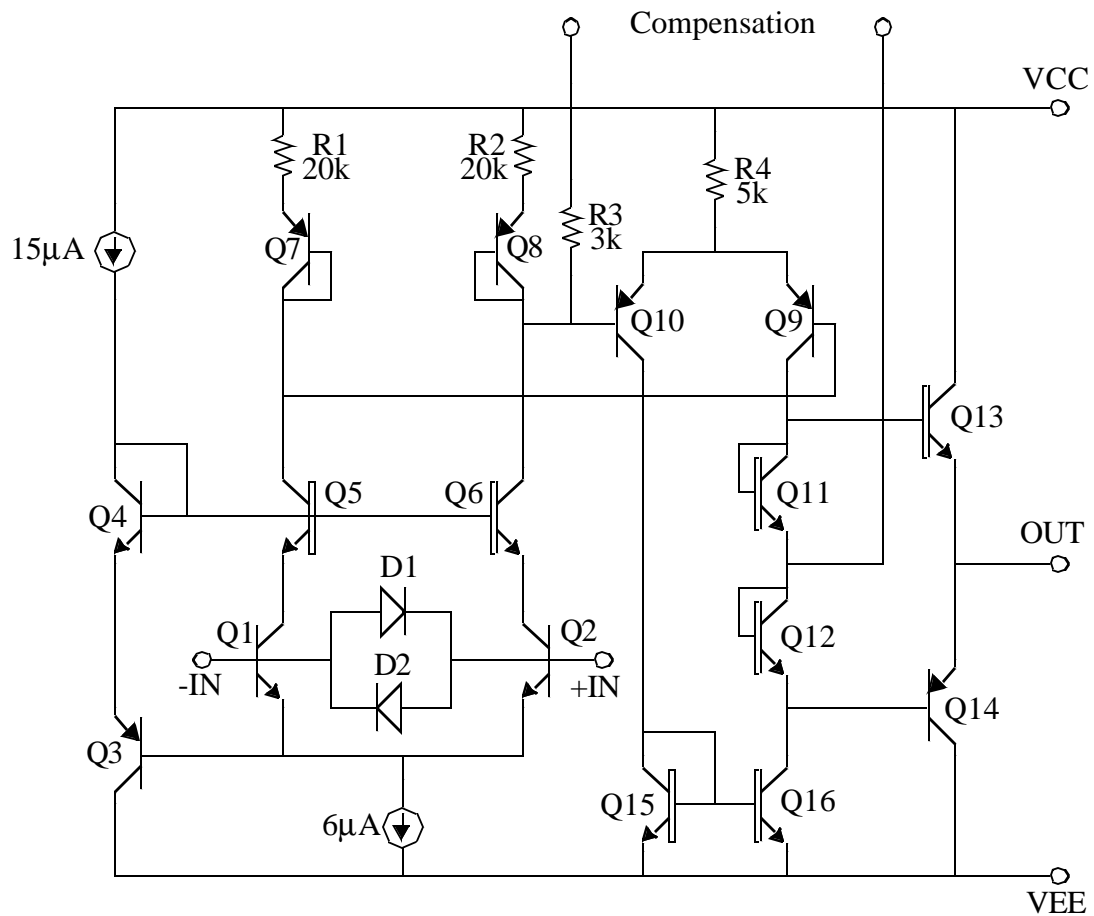 Compensation
VCC
R1
20k
R2
20k
R4
5k
R3
3k
15μA
Q7
Q8
Q10
Q9
Q13
Q4
Q5
Q6
Q11
OUT
D1
Q1
Q2
Q12
D2
-IN
+IN
Q14
Q3
Q15
Q16
6μA
VEE